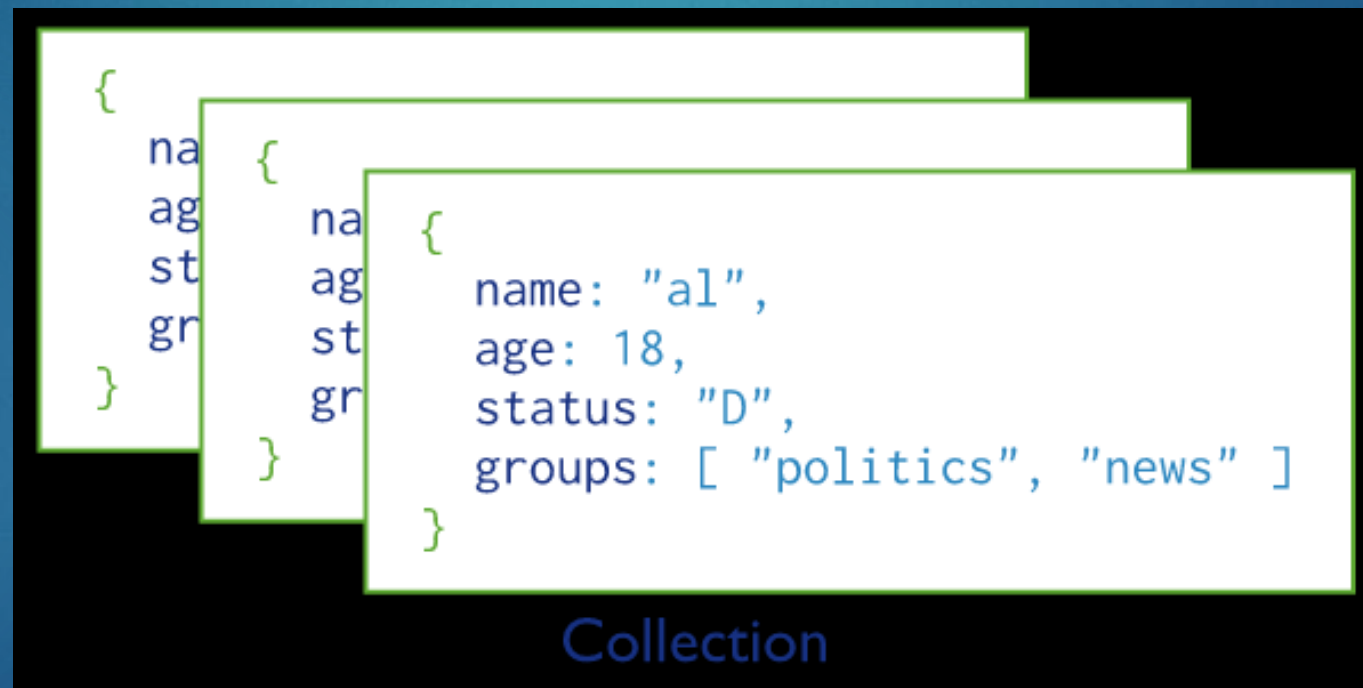 {
na
ag
st
gr
}
{
na
ag
st
gr
}
{
name: "al",
age: 18,
status: "D",
groups: [ "politics", "news" ]
}
Collection